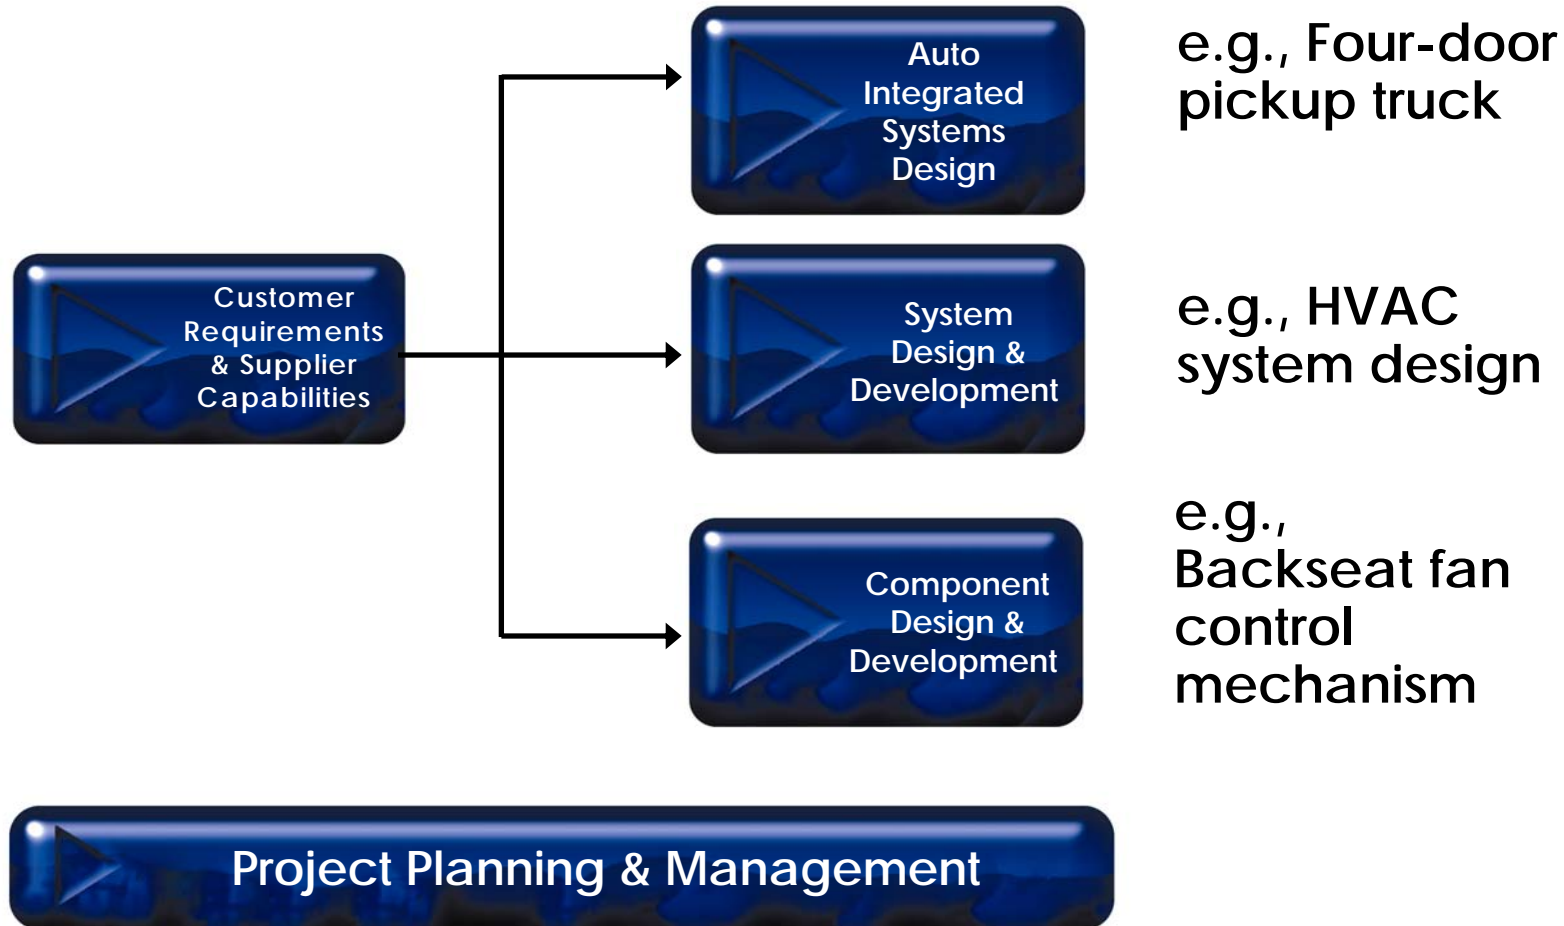 Auto
Integrated
Systems
Design
e.g., Four-door
pickup truck
Customer
Requirements
& Supplier
Capabilities
System
Design &
Development
e.g., HVAC
system design
Component
Design &
Development
e.g.,
Backseat fan
control
mechanism
Project Planning & Management